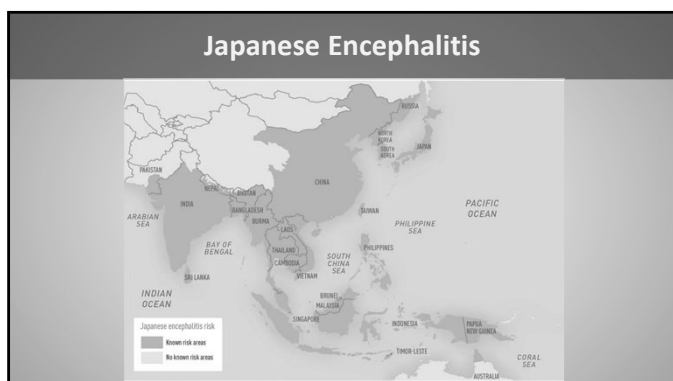 Japanese Encephalitis
RUSSIA
NORTH
KOREA
SOUTH
KOREA
JAPAN
CHINA
PAKISTAN
NEPAL
BHUTAN
INDIA
BANGLADESH
BURMA
TAIWAN
LAOS
THAILAND
CAMBODIA
VIETNAM
PHILIPPINES
SRI LANKA
ARABIAN
SEA
BAY OF
BENGAL
SOUTH
CHINA
SEA
PHILIPPINE
SEA
PACIFIC
OCEAN
INDIAN
OCEAN
BRUNEI
MALAYSIA
SINGAPORE
INDONESIA
PAPUA
NEW GUINEA
TIMOR-LESTE
CORAL
SEA
AUSTRALIA
Japanese encephalitis risk
Known risk areas
No known risk areas